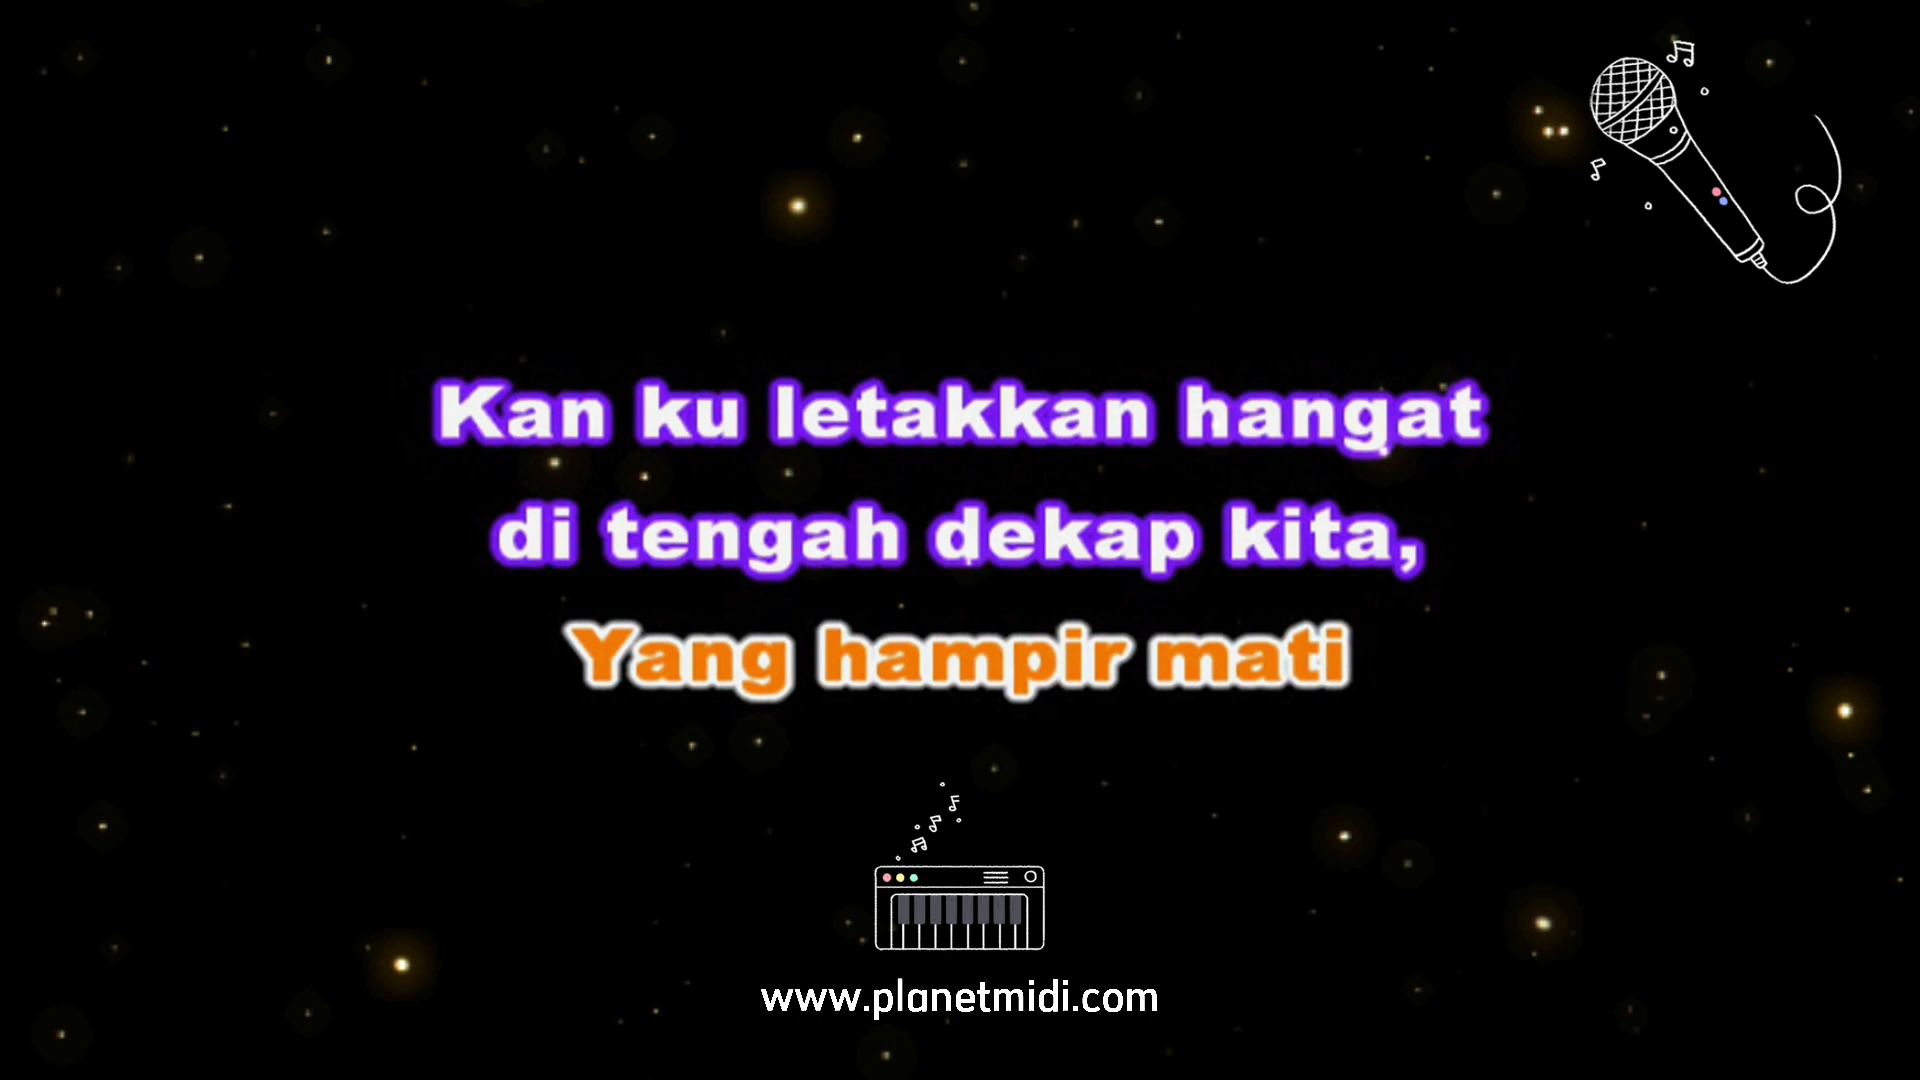 Kan ku letakkan hangat
di tengah dekap kita,
Yang hampir mati
www.planetmidi.com